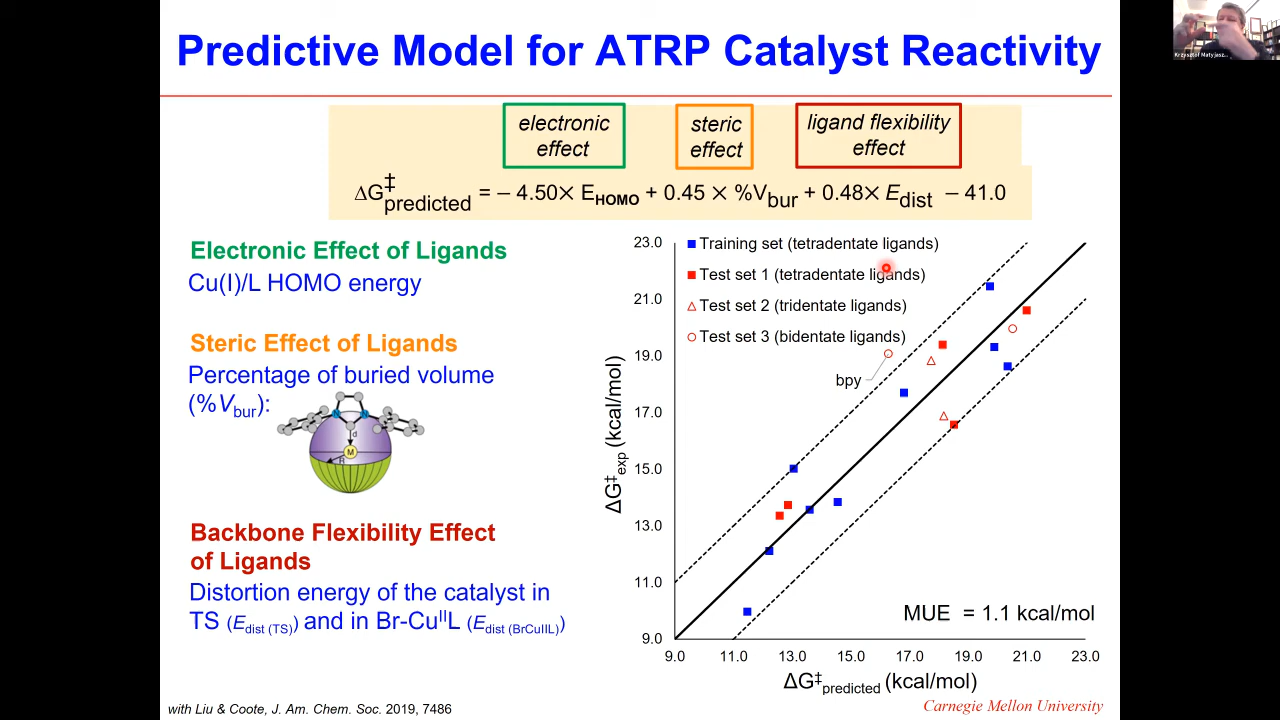 Predictive Model for ATRP Catalyst Reactivity
Krzysztof Matyjasz...
electronic
effect
steric
effect
ligand flexibility
effect
ΔG‡predicted = – 4.50× EHOMO + 0.45 × %Vbur + 0.48× Edist – 41.0
Electronic Effect of Ligands
Cu(I)/L HOMO energy
Steric Effect of Ligands
Percentage of buried volume
(%Vbur):
d
M
R
Backbone Flexibility Effect
of Ligands
Distortion energy of the catalyst in
TS (Edist (TS)) and in Br-CuIIL (Edist (BrCuIIL))
Training set (tetradentate ligands)
Test set 1 (tetradentate ligands)
Test set 2 (tridentate ligands)
Test set 3 (bidentate ligands)
bpy
23.0
21.0
19.0
17.0
15.0
13.0
11.0
9.0
ΔG‡exp (kcal/mol)
MUE = 1.1 kcal/mol
9.0 11.0 13.0 15.0 17.0 19.0 21.0 23.0
ΔG‡predicted (kcal/mol)
with Liu & Coote, J. Am. Chem. Soc. 2019, 7486
Carnegie Mellon University